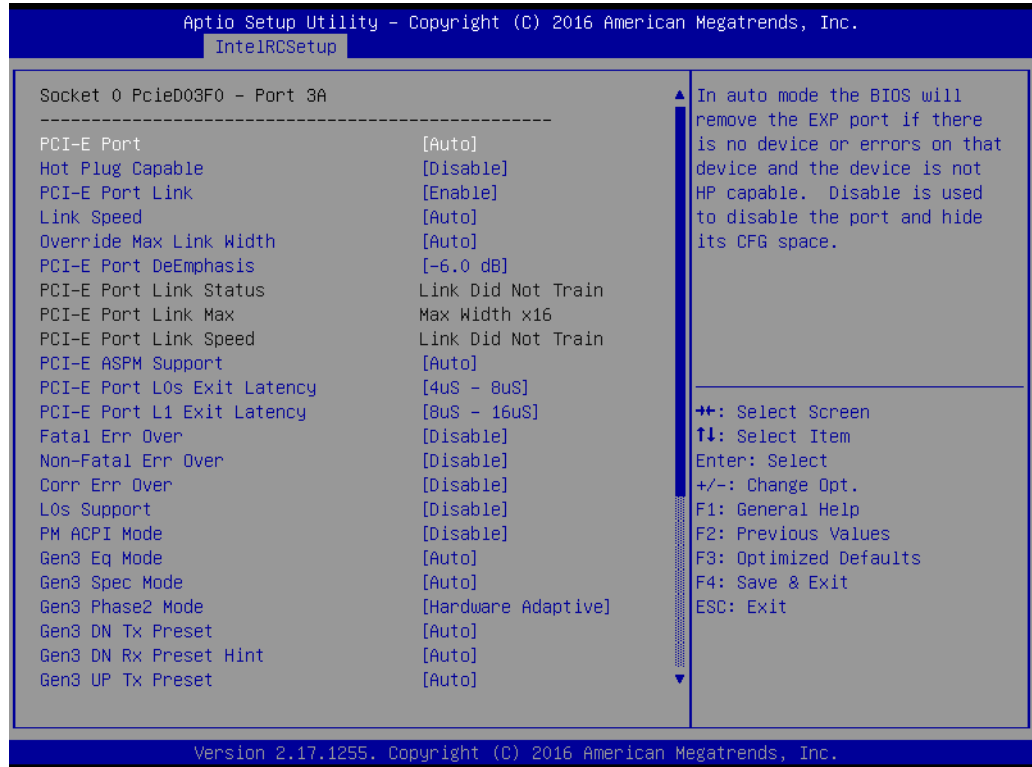 Aptio Setup Utility – Copyright (C) 2016 American Megatrends, Inc.
IntelRCSetup
Socket 0 PcieD03F0 - Port 3A
------------------------------------------------
PCI-E Port [Auto]
Hot Plug Capable [Disable]
PCI-E Port Link [Enable]
Link Speed [Auto]
Override Max Link Width [Auto]
PCI-E Port DeEmphasis [-6.0 dB]
PCI-E Port Link Status Link Did Not Train
PCI-E Port Link Max Max Width x16
PCI-E Port Link Speed Link Did Not Train
PCI-E ASPM Support [Auto]
PCI-E Port L0s Exit Latency [4uS - 8uS]
PCI-E Port L1 Exit Latency [8uS - 16uS]
Fatal Err Over [Disable]
Non-Fatal Err Over [Disable]
Corr Err Over [Disable]
L0s Support [Disable]
PM ACPI Mode [Disable]
Gen3 Eq Mode [Auto]
Gen3 Spec Mode [Auto]
Gen3 Phase2 Mode [Hardware Adaptive]
Gen3 DN Tx Preset [Auto]
Gen3 DN Rx Preset Hint [Auto]
Gen3 UP Tx Preset [Auto]
In auto mode the BIOS will
remove the EXP port if there
is no device or errors on that
device and the device is not
HP capable.  Disable is used
to disable the port and hide
its CFG space.
→←: Select Screen
↑↓: Select Item
Enter: Select
+/-: Change Opt.
F1: General Help
F2: Previous Values
F3: Optimized Defaults
F4: Save & Exit
ESC: Exit
Version 2.17.1255. Copyright (C) 2016 American Megatrends, Inc.